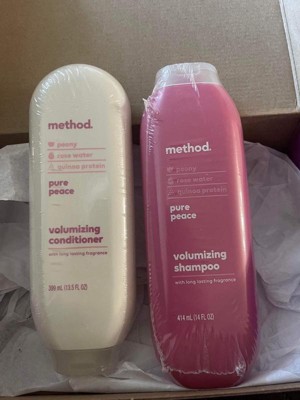 method.
peony
rose water
quinoa protein
pure
peace
volumizing
conditioner
with long lasting fragrance
method.
peony
rose water
quinoa protein
pure
peace
volumizing
shampoo
with long lasting fragrance
414 mL (14 FL OZ)